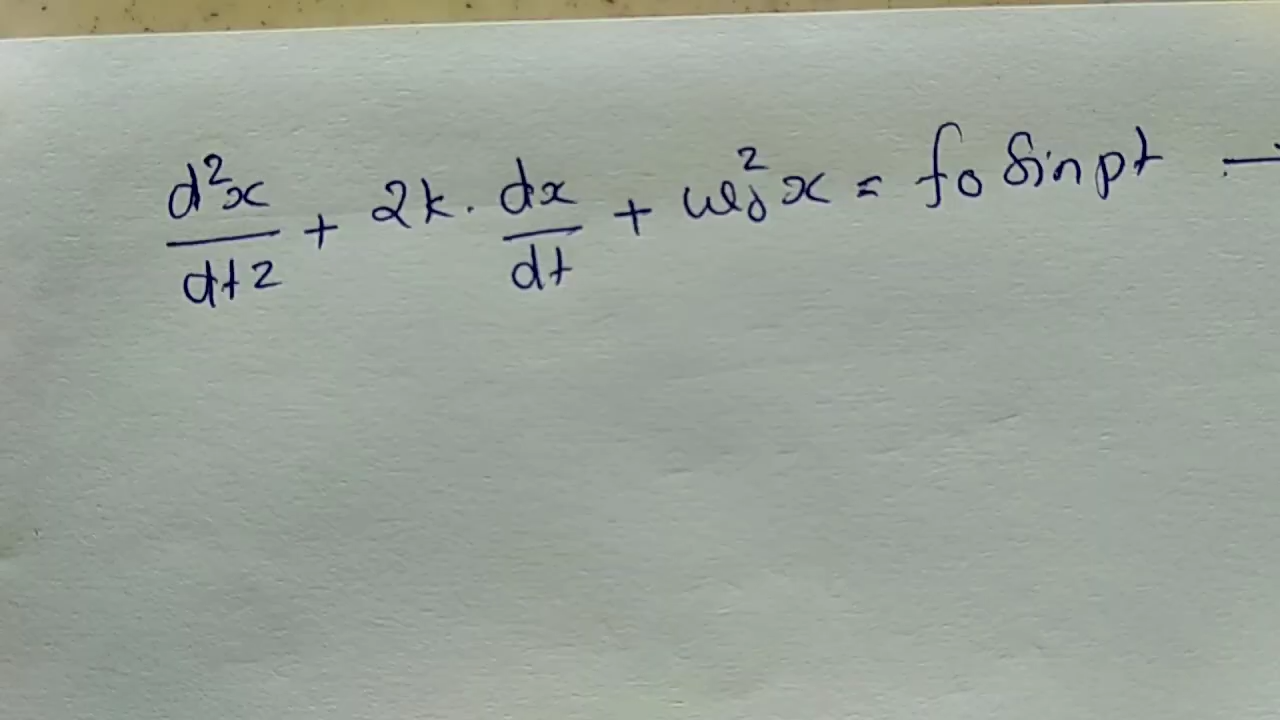 d²x/dt2 + 2k. dx/dt + ω₀²x = f₀ Sin pt —